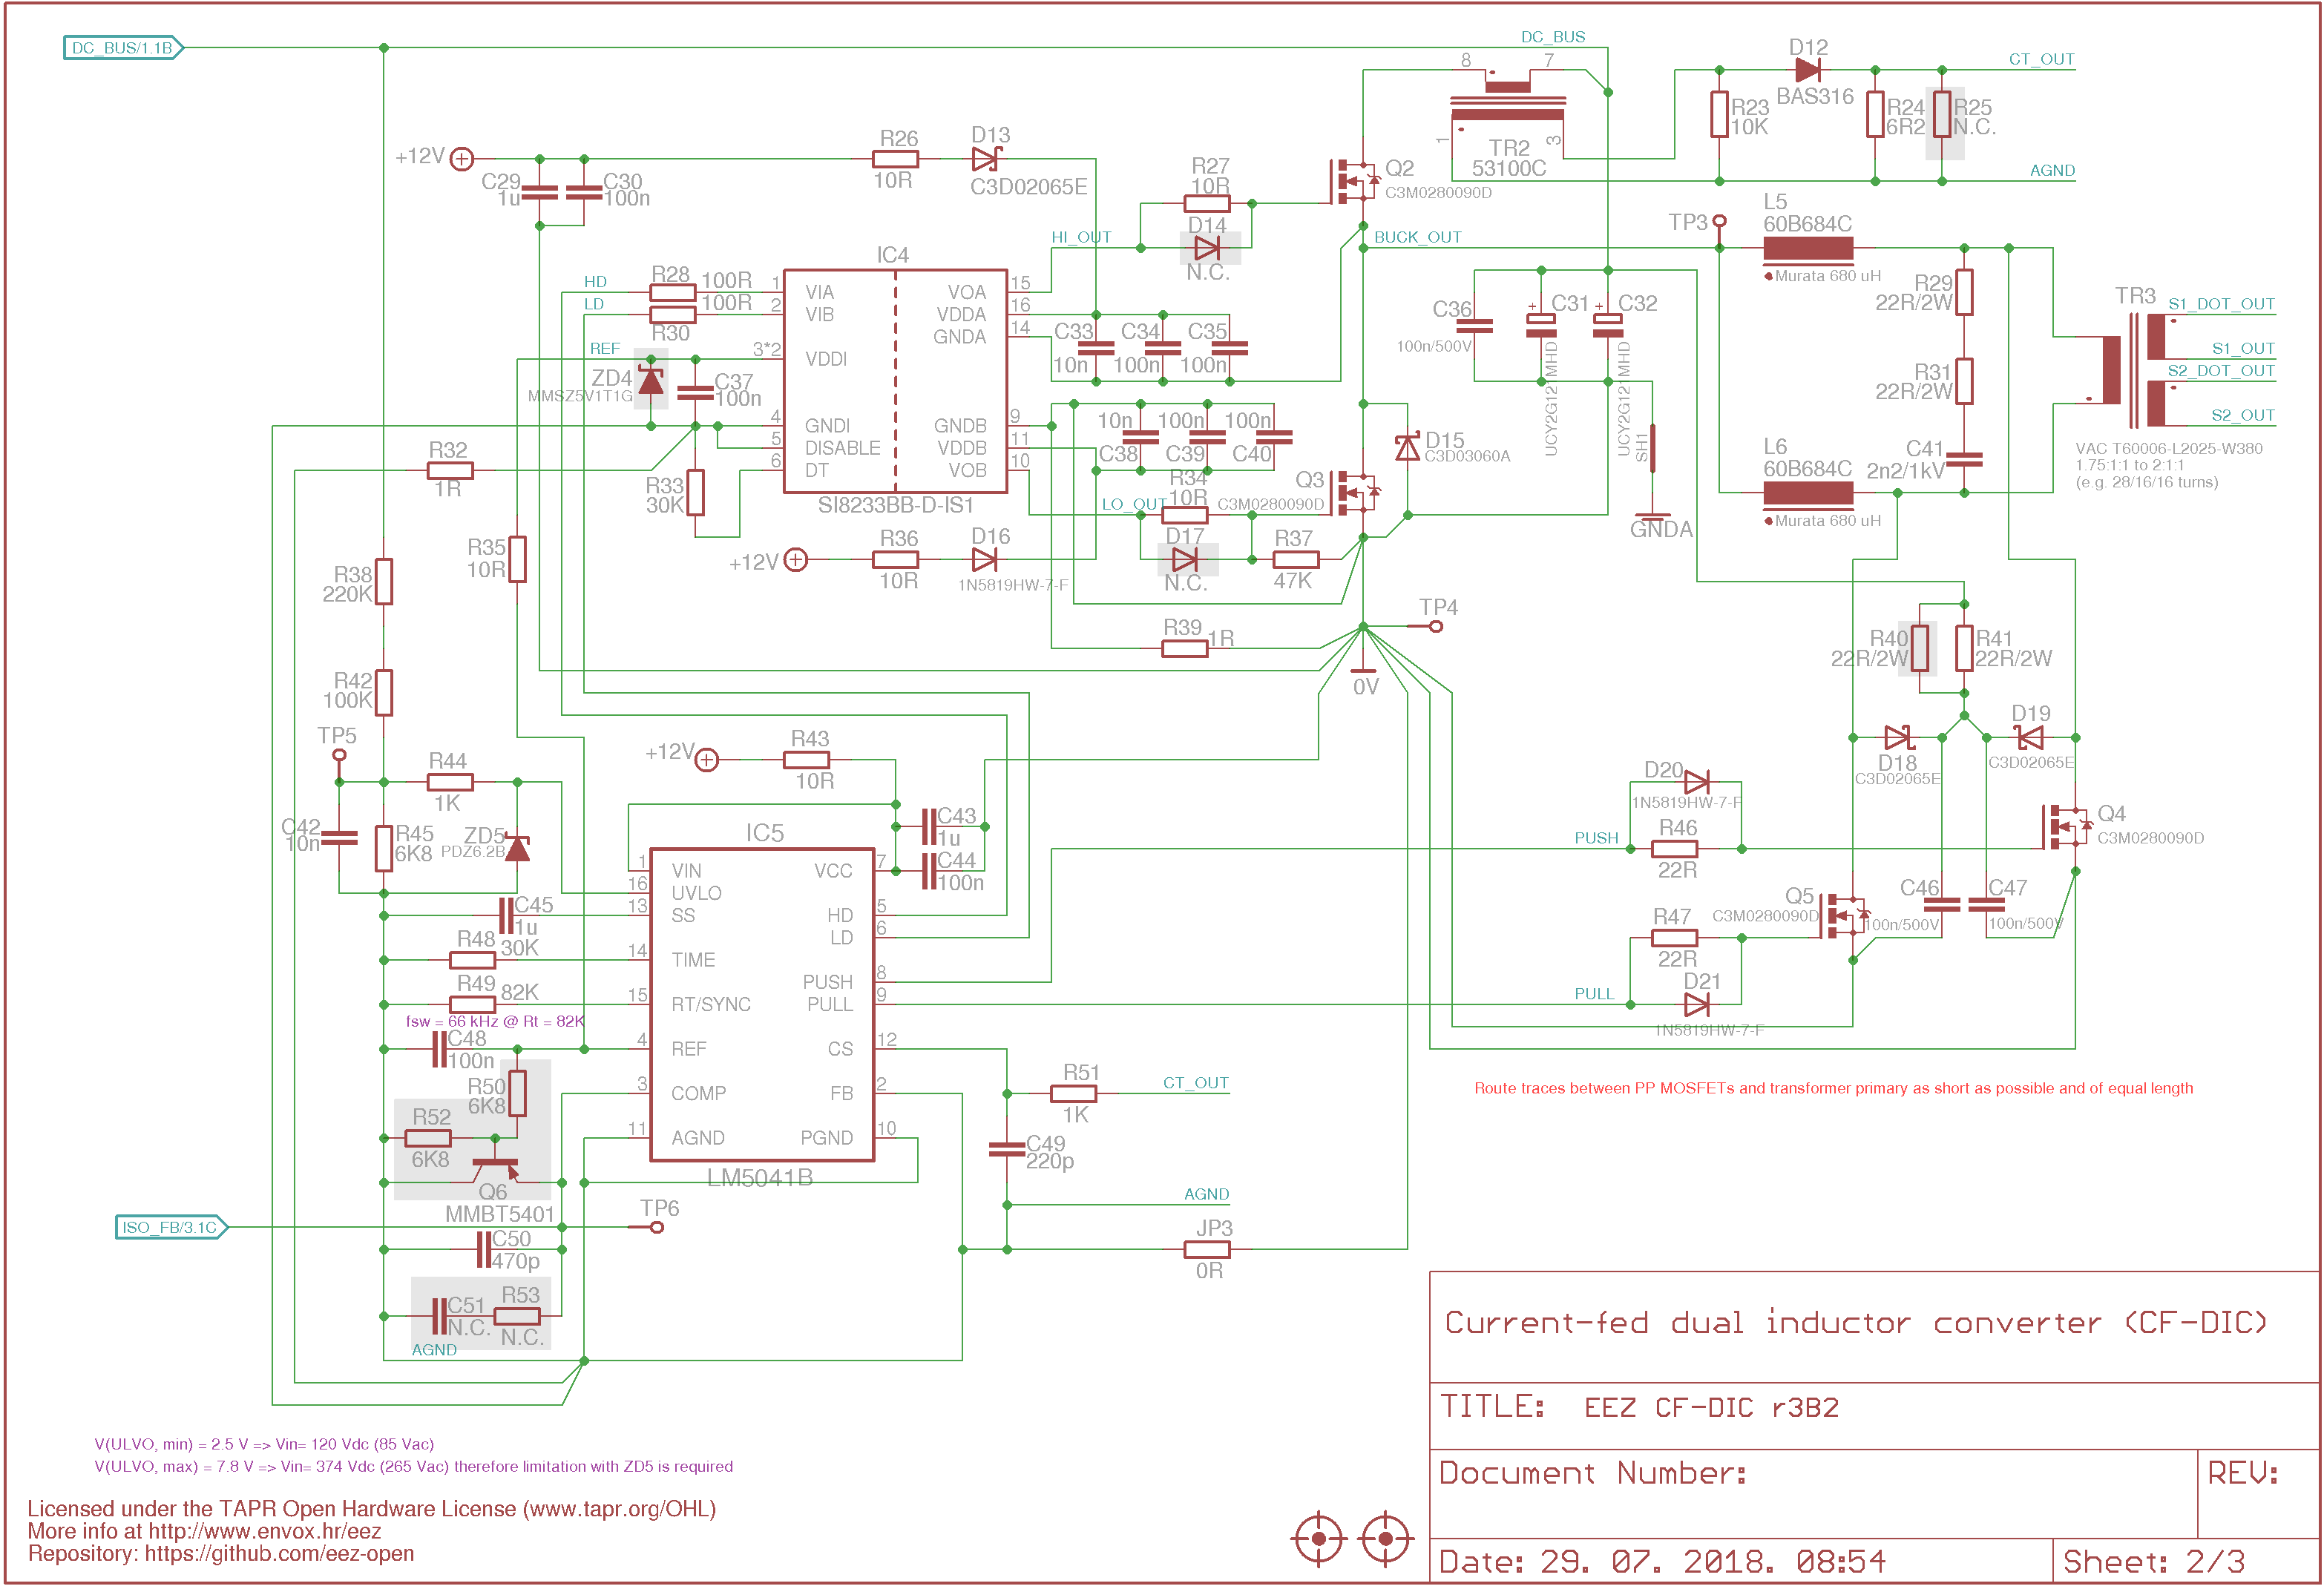 DC_BUS/1.1B
DC_BUS
8
7
1
3
TR2
53100C
D12
BAS316
CT_OUT
R23
10K
R24
6R2
R25
N.C.
AGND
+12V
C29
1u
C30
100n
R26
10R
D13
C3D02065E
R27
10R
D14
N.C.
HI_OUT
Q2
C3M0280090D
BUCK_OUT
TP3
L5
60B684C
Murata 680 uH
HD
R28
100R
LD
R30
100R
REF
ZD4
MMSZ5V1T1G
C37
100n
IC4
1
VIA
2
VIB
3*2
VDDI
4
GNDI
5
DISABLE
6
DT
VOA
15
VDDA
16
GNDA
14
GNDB
9
VDDB
11
VOB
10
SI8233BB-D-IS1
C33
10n
C34
100n
C35
100n
10n
C38
100n
C39
100n
C40
C36
100n/500V
C31
UCY2G121MHD
C32
UCY2G121MHD
SH1
GNDA
R29
22R/2W
R31
22R/2W
C41
2n2/1kV
L6
60B684C
Murata 680 uH
TR3
S1_DOT_OUT
S1_OUT
S2_DOT_OUT
S2_OUT
VAC T60006-L2025-W380
1.75:1:1 to 2:1:1
(e.g. 28/16/16 turns)
R32
1R
R33
30K
R34
10R
LO_OUT
D17
N.C.
Q3
C3M0280090D
D15
C3D03060A
+12V
R36
10R
D16
1N5819HW-7-F
R37
47K
R35
10R
R38
220K
R42
100K
R39
1R
TP4
0V
R40
22R/2W
R41
22R/2W
D18
C3D02065E
D19
C3D02065E
TP5
R44
1K
C42
10n
R45
6K8
ZD5
PDZ6.2B
+12V
R43
10R
C43
1u
C44
100n
IC5
1
VIN
16
UVLO
13
SS
14
TIME
15
RT/SYNC
4
REF
3
COMP
11
AGND
VCC
7
HD
5
LD
6
PUSH
8
PULL
9
CS
12
FB
2
PGND
10
LM5041B
C45
1u
R48
30K
R49
82K
fsw = 66 kHz @ Rt = 82K
C48
100n
R50
6K8
R52
6K8
Q6
MMBT5401
ISO_FB/3.1C
TP6
C50
470p
C51
N.C.
R53
N.C.
AGND
PUSH
D20
1N5819HW-7-F
R46
22R
Q4
C3M0280090D
PULL
R47
22R
D21
1N5819HW-7-F
Q5
C3M0280090D
C46
100n/500V
C47
100n/500V
R51
1K
CT_OUT
C49
220p
AGND
JP3
0R
Route traces between PP MOSFETs and transformer primary as short as possible and of equal length
V(ULVO, min) = 2.5 V => Vin= 120 Vdc (85 Vac)
V(ULVO, max) = 7.8 V => Vin= 374 Vdc (265 Vac) therefore limitation with ZD5 is required
Licensed under the TAPR Open Hardware License (www.tapr.org/OHL)
More info at http://www.envox.hr/eez
Repository: https://github.com/eez-open
Current-fed dual inductor converter (CF-DIC)
TITLE: EEZ CF-DIC r3B2
Document Number:
REV:
Date: 29. 07. 2018. 08:54
Sheet: 2/3